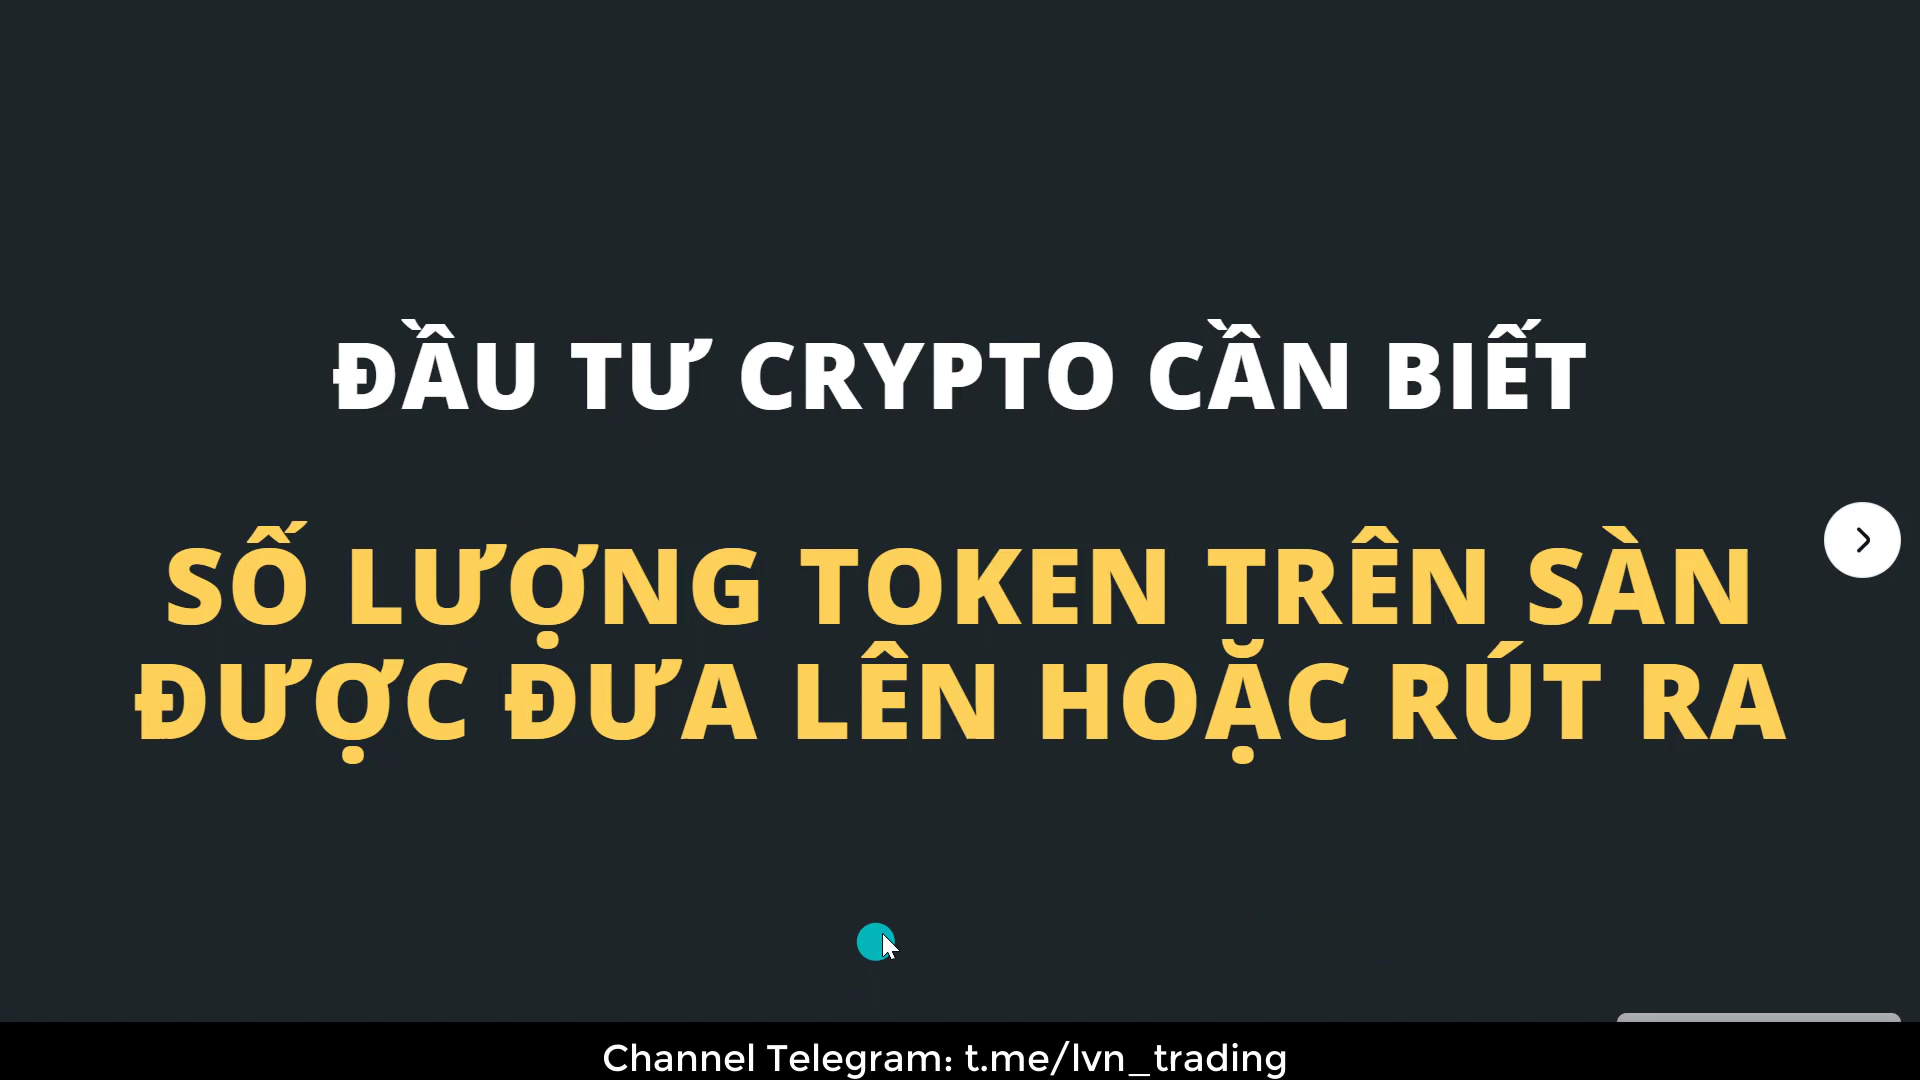 ĐẦU TƯ CRYPTO CẦN BIẾT
SỐ LƯỢNG TOKEN TRÊN SÀN
ĐƯỢC ĐƯA LÊN HOẶC RÚT RA
Channel Telegram: t.me/lvn_trading